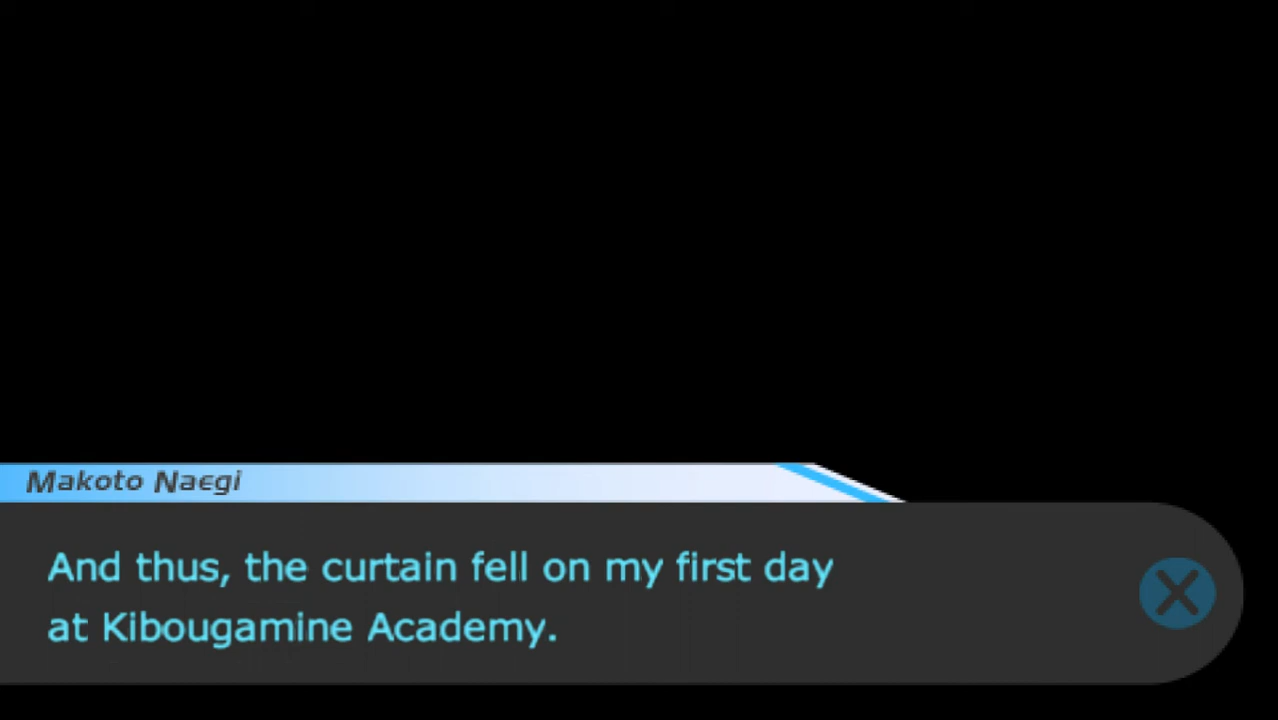 Makoto Naegi
And thus, the curtain fell on my first day
at Kibougamine Academy.